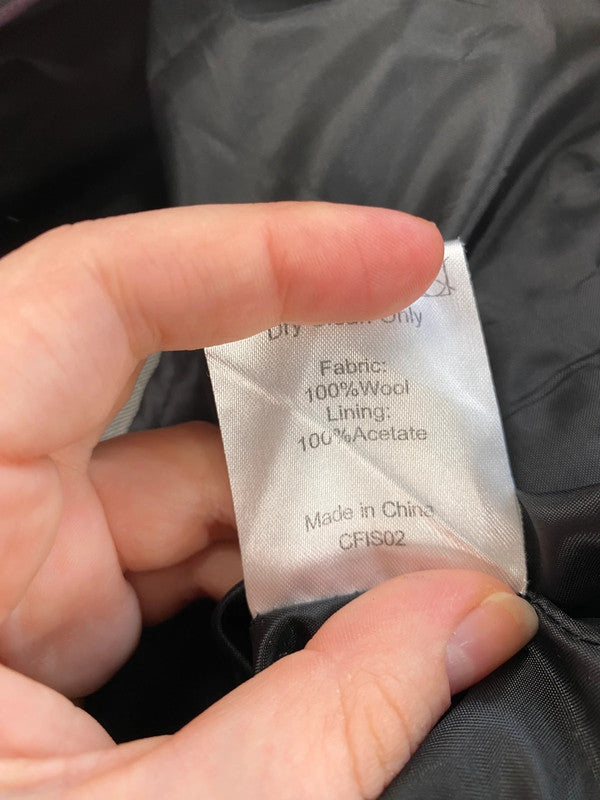 Dry Clean Only
Fabric:
100%Wool
Lining:
100%Acetate
Made in China
CFIS02